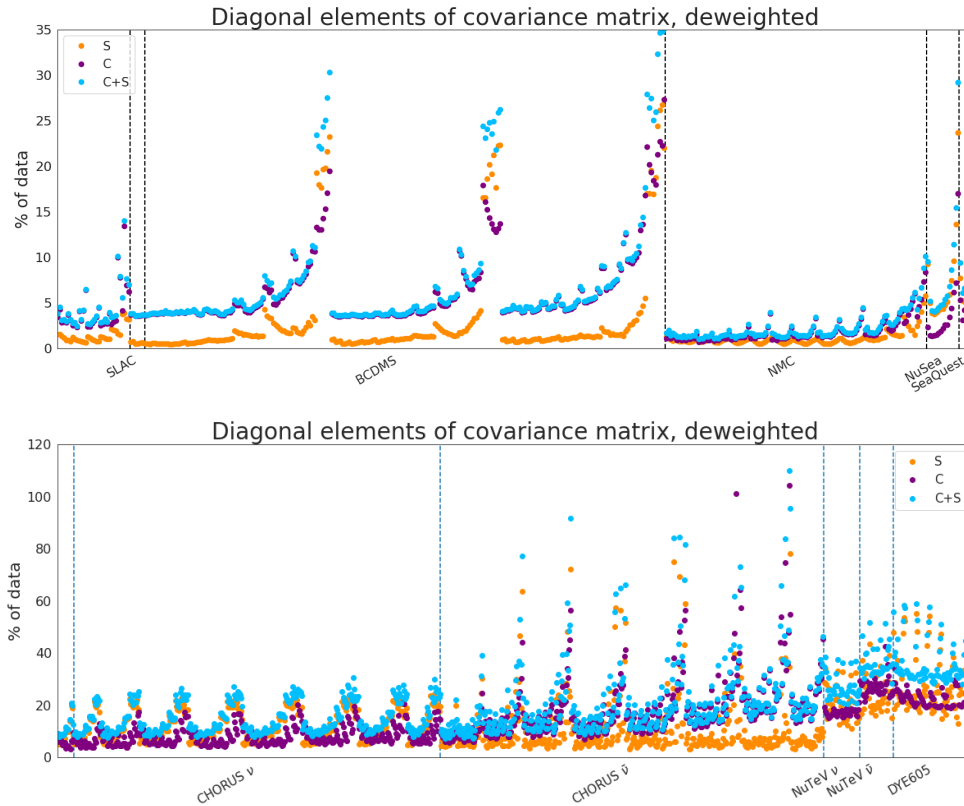 Diagonal elements of covariance matrix, deweighted
35
30
25
20
15
10
5
0
% of data
S
C
C+S
SLAC
BCDMS
NMC
NuSea
SeaQuest
Diagonal elements of covariance matrix, deweighted
120
100
80
60
40
20
0
% of data
S
C
C+S
CHORUS ν
CHORUS ν̄
NuTeV ν
NuTeV ν̄
DYE605